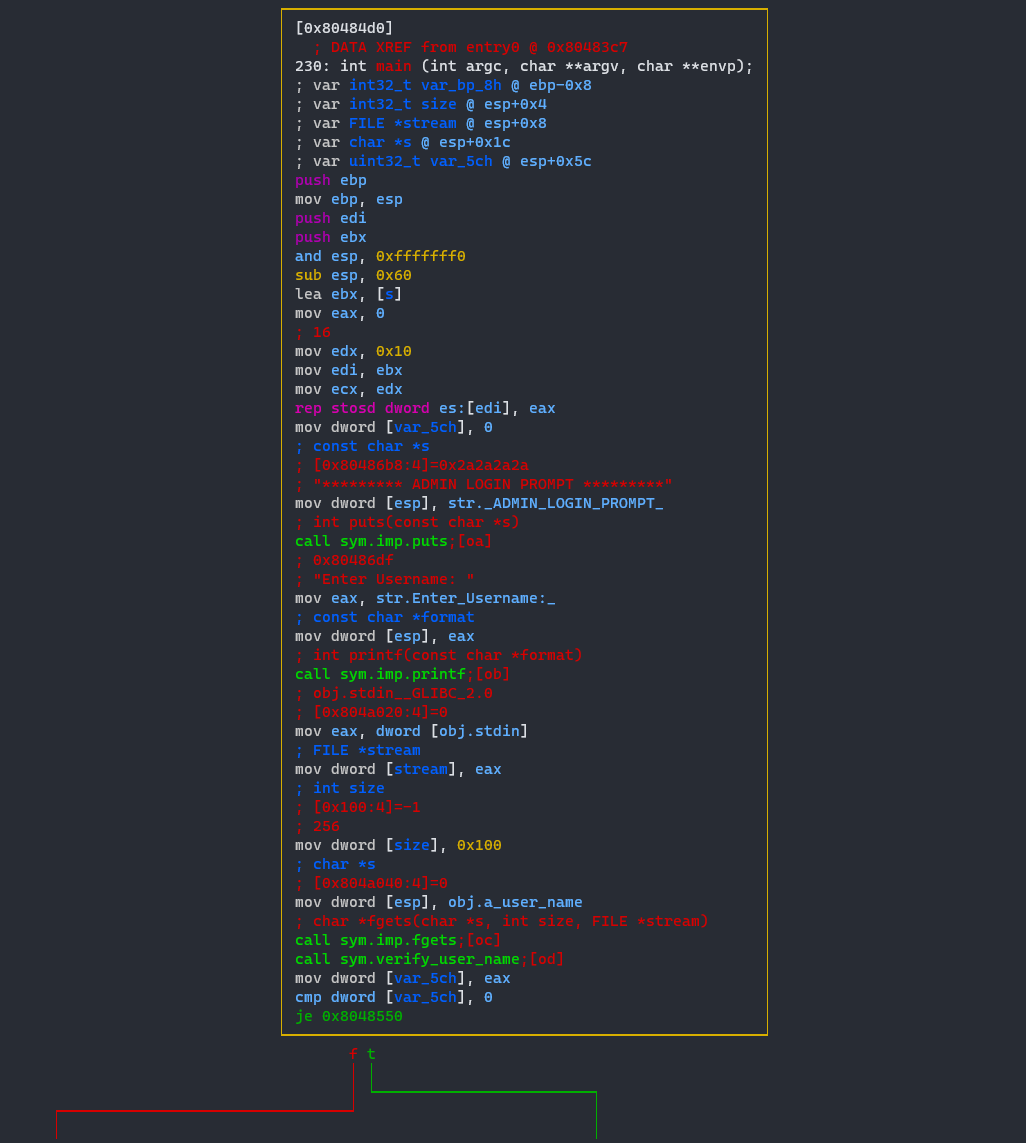 [0x80484d0]
; DATA XREF from entry0 @ 0x80483c7
230: int main (int argc, char **argv, char **envp);
; var int32_t var_bp_8h @ ebp-0x8
; var int32_t size @ esp+0x4
; var FILE *stream @ esp+0x8
; var char *s @ esp+0x1c
; var uint32_t var_5ch @ esp+0x5c
push ebp
mov ebp, esp
push edi
push ebx
and esp, 0xfffffff0
sub esp, 0x60
lea ebx, [s]
mov eax, 0
; 16
mov edx, 0x10
mov edi, ebx
mov ecx, edx
rep stosd dword es:[edi], eax
mov dword [var_5ch], 0
; const char *s
; [0x80486b8:4]=0x2a2a2a2a
; "********* ADMIN LOGIN PROMPT *********"
mov dword [esp], str._ADMIN_LOGIN_PROMPT_
; int puts(const char *s)
call sym.imp.puts;[oa]
; 0x80486df
; "Enter Username: "
mov eax, str.Enter_Username:_
; const char *format
mov dword [esp], eax
; int printf(const char *format)
call sym.imp.printf;[ob]
; obj.stdin__GLIBC_2.0
; [0x804a020:4]=0
mov eax, dword [obj.stdin]
; FILE *stream
mov dword [stream], eax
; int size
; [0x100:4]=-1
; 256
mov dword [size], 0x100
; char *s
; [0x804a040:4]=0
mov dword [esp], obj.a_user_name
; char *fgets(char *s, int size, FILE *stream)
call sym.imp.fgets;[oc]
call sym.verify_user_name;[od]
mov dword [var_5ch], eax
cmp dword [var_5ch], 0
je 0x8048550
f t